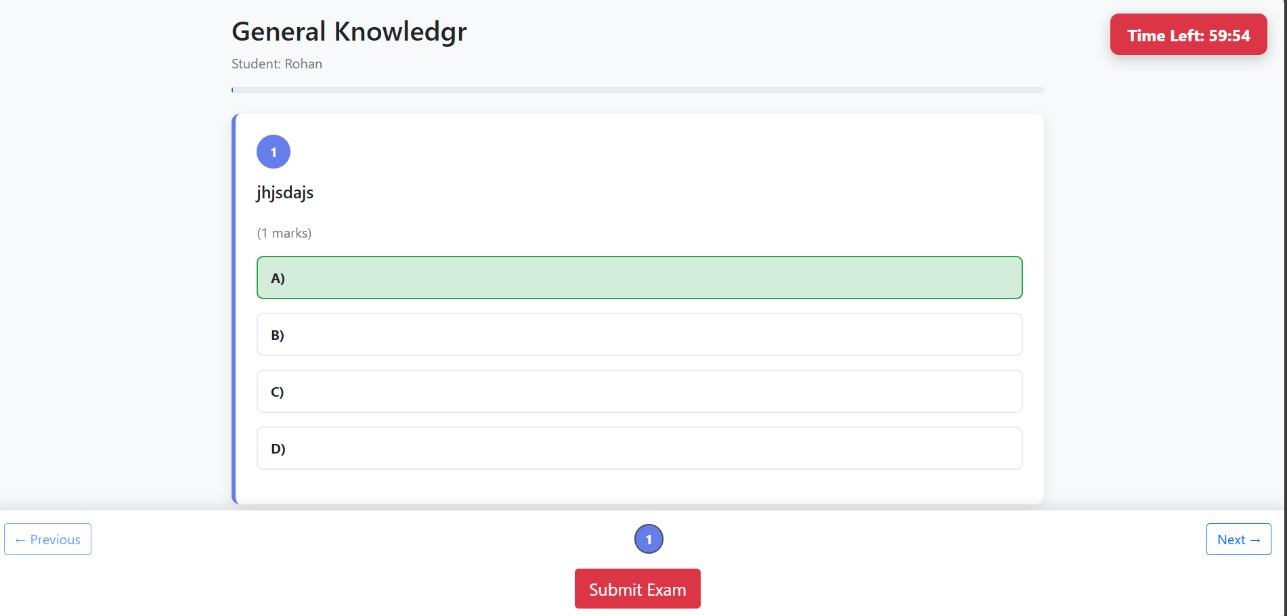 General Knowledgr
Time Left: 59:54
Student: Rohan
1
jhjsdajs
(1 marks)
A)
B)
C)
D)
← Previous
1
Next →
Submit Exam